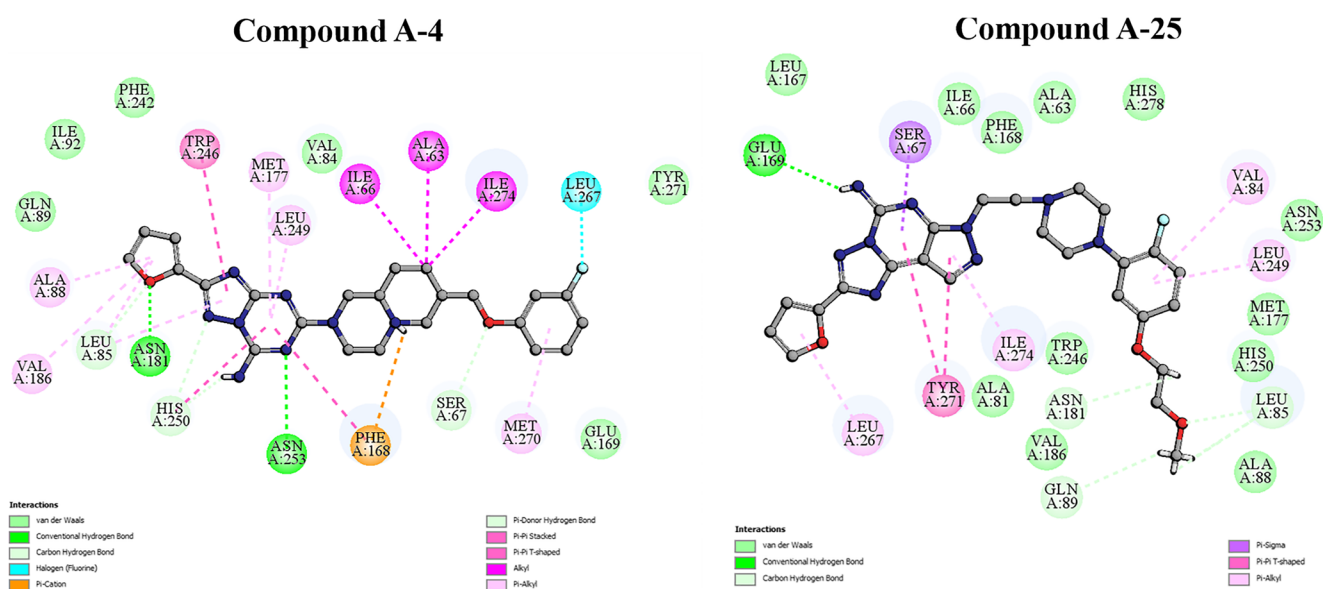 Compound A-4
PHE
A:242
ILE
A:92
TRP
A:246
VAL
A:84
MET
A:177
ALA
A:63
ILE
A:66
ILE
A:274
LEU
A:267
TYR
A:271
GLN
A:89
LEU
A:249
ALA
A:88
LEU
A:85
ASN
A:181
VAL
A:186
HIS
A:250
SER
A:67
ASN
A:253
PHE
A:168
MET
A:270
GLU
A:169
Interactions
van der Waals
Conventional Hydrogen Bond
Carbon Hydrogen Bond
Halogen (Fluorine)
Pi-Cation
Pi-Donor Hydrogen Bond
Pi-Pi Stacked
Pi-Pi T-shaped
Alkyl
Pi-Alkyl
Compound A-25
LEU
A:167
ILE
A:66
ALA
A:63
HIS
A:278
GLU
A:169
SER
A:67
PHE
A:168
VAL
A:84
ASN
A:253
LEU
A:249
MET
A:177
ILE
A:274
TRP
A:246
HIS
A:250
TYR
A:271
ALA
A:81
ASN
A:181
LEU
A:85
LEU
A:267
VAL
A:186
GLN
A:89
ALA
A:88
Interactions
van der Waals
Conventional Hydrogen Bond
Carbon Hydrogen Bond
Pi-Sigma
Pi-Pi T-shaped
Pi-Alkyl